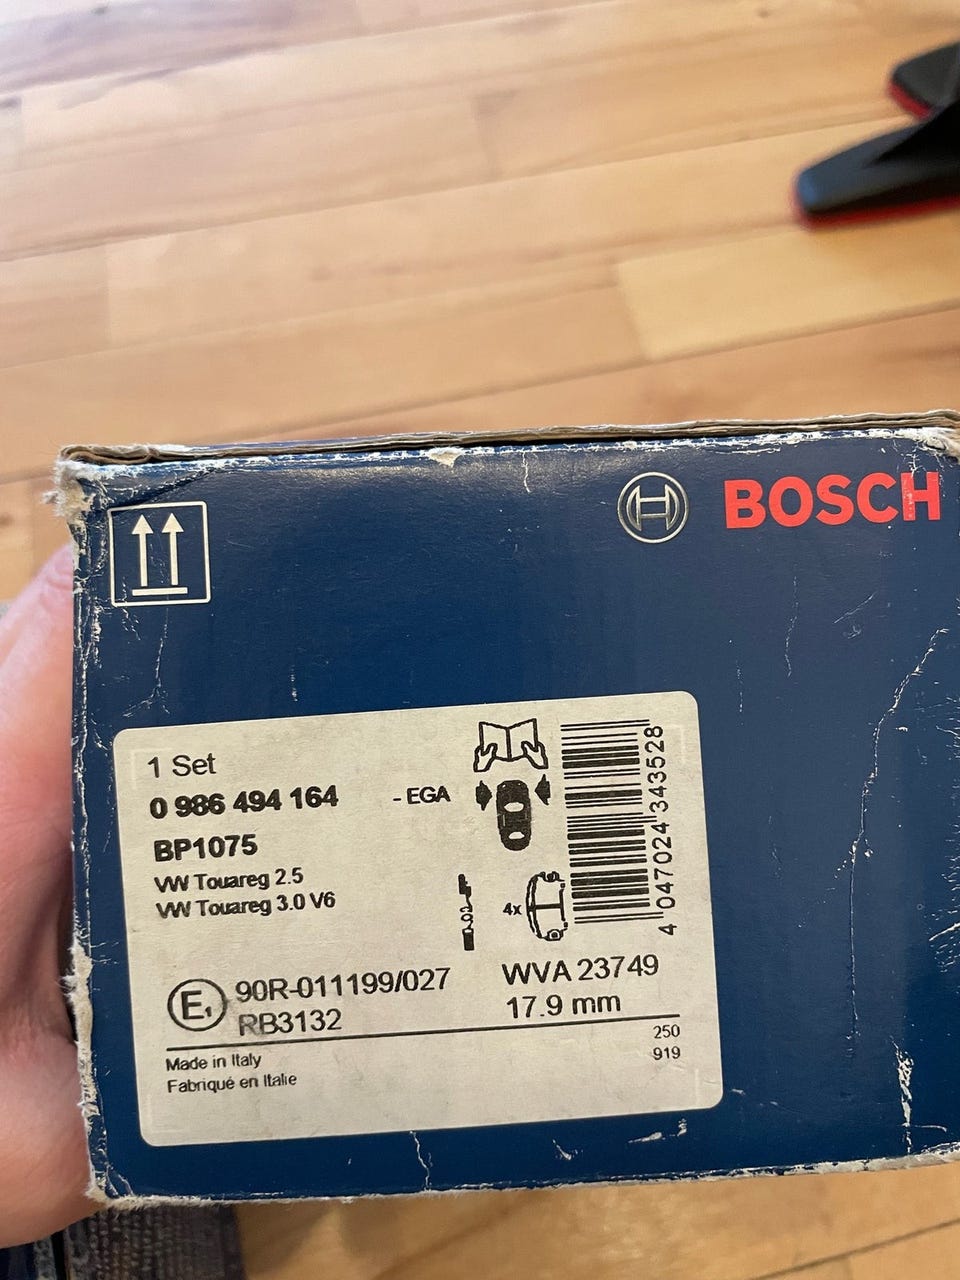 BOSCH
1 Set
0 986 494 164 - EGA
BP1075
VW Touareg 2.5
VW Touareg 3.0 V6
4x
4 047024 343528
E1 90R-011199/027
RB3132
WVA 23749
17.9 mm
Made in Italy
Fabriqué en Italie
250
919